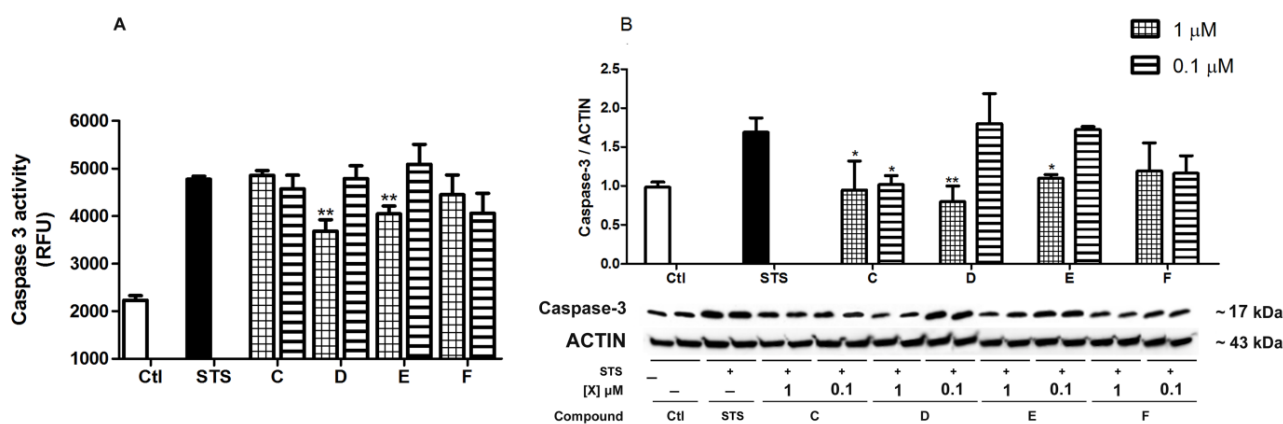 A
Caspase 3 activity
(RFU)
6000
5000
4000
3000
2000
1000
**
**
Ctl STS C D E F
B
1 µM
0.1 µM
Caspase-3 / ACTIN
2.5
2.0
1.5
1.0
0.5
0.0
*
*
**
*
Ctl STS C D E F
Caspase-3 ~ 17 kDa
ACTIN ~ 43 kDa
STS – + + + + + + + + +
[X] µM – – 1 0.1 1 0.1 1 0.1 1 0.1
Compound Ctl STS C D E F